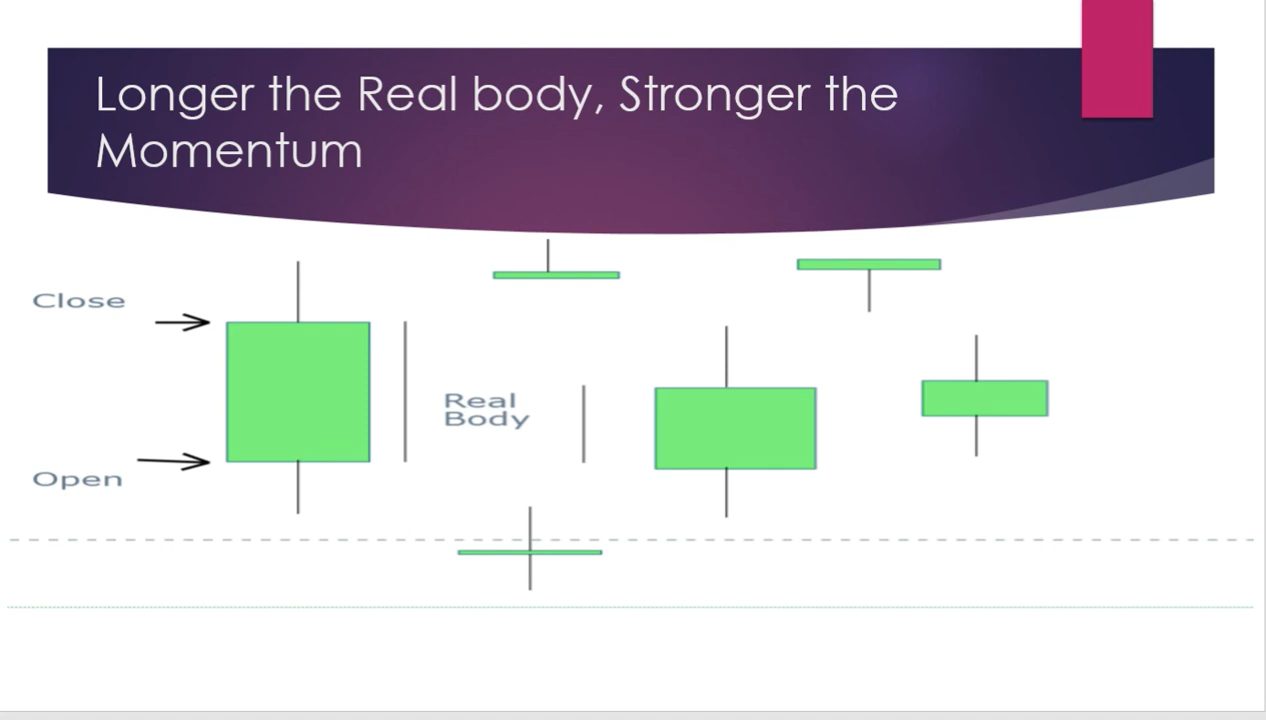 Longer the Real body, Stronger the
Momentum
Close
Real
Body
Open